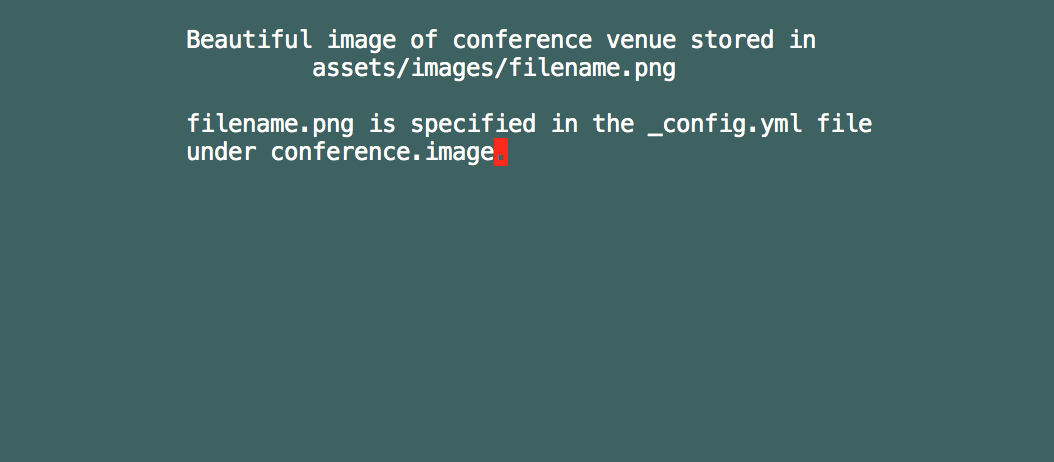 Beautiful image of conference venue stored in
assets/images/filename.png
filename.png is specified in the _config.yml file
under conference.image.